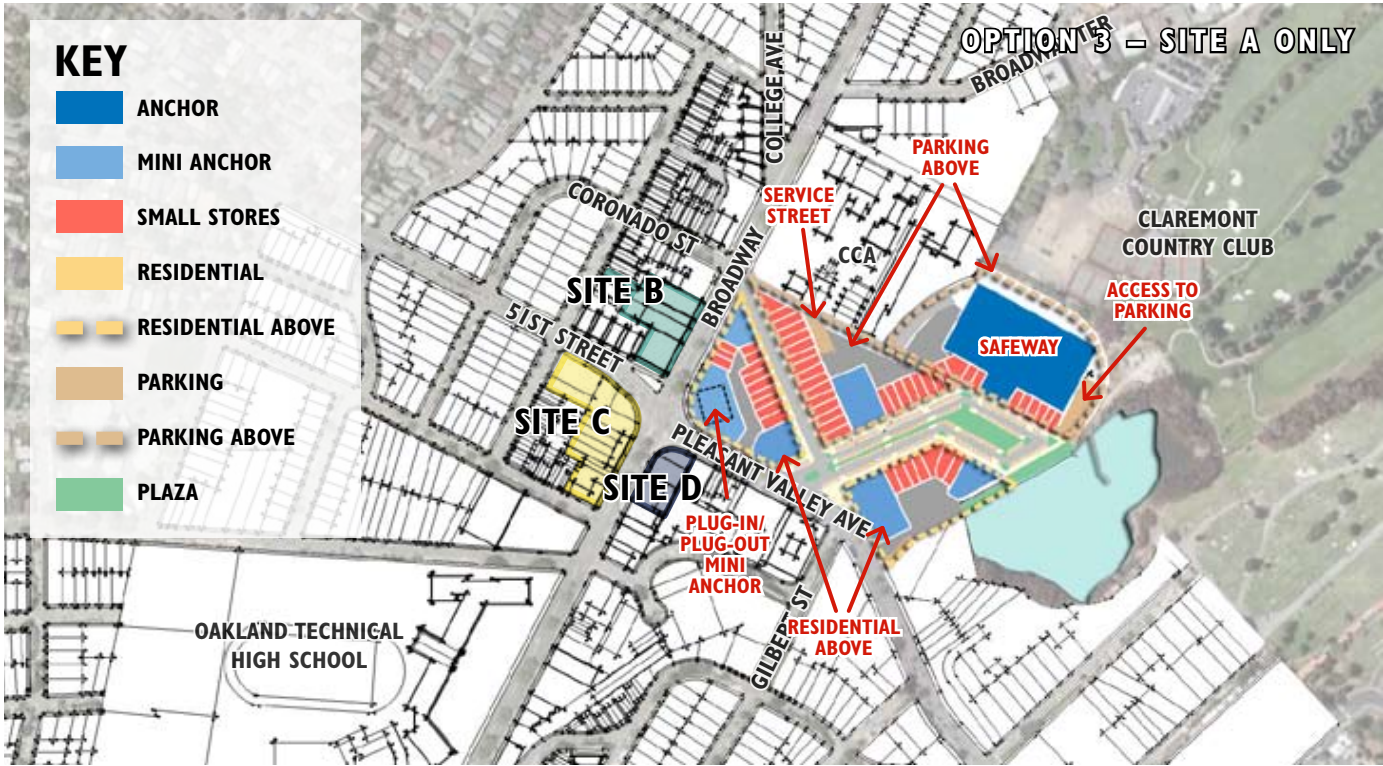 OPTION 3 – SITE A ONLY
KEY
ANCHOR
MINI ANCHOR
SMALL STORES
RESIDENTIAL
RESIDENTIAL ABOVE
PARKING
PARKING ABOVE
PLAZA
COLLEGE AVE
BROADWATER
PARKING
ABOVE
SERVICE
STREET
CORONADO ST
CCA
CLAREMONT
COUNTRY CLUB
BROADWAY
ACCESS TO
PARKING
SITE B
51ST STREET
SAFEWAY
SITE C
PLEASANT VALLEY AVE
SITE D
PLUG-IN/
PLUG-OUT
MINI
ANCHOR
GILBERT ST
RESIDENTIAL
ABOVE
OAKLAND TECHNICAL
HIGH SCHOOL